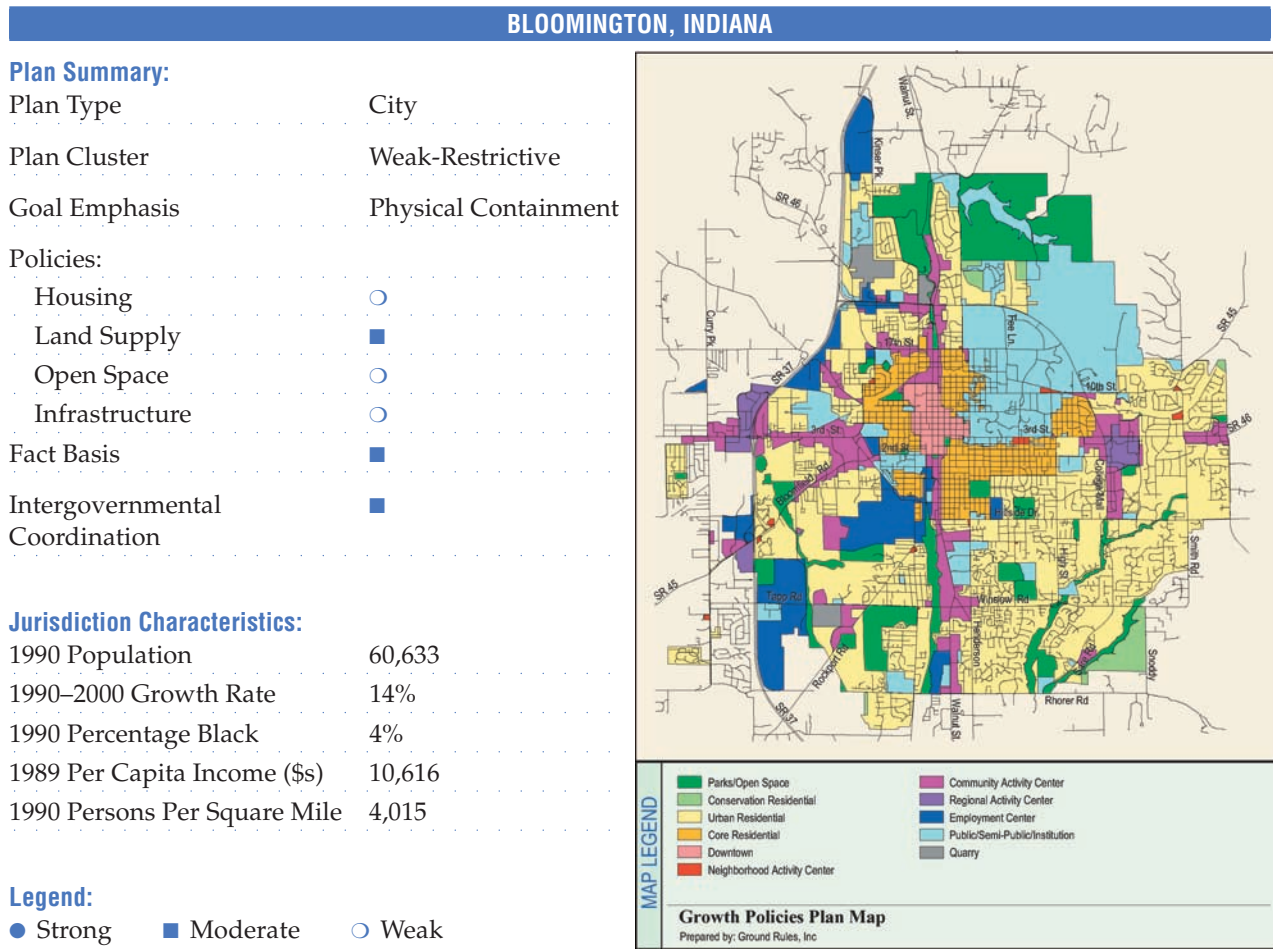 BLOOMINGTON, INDIANA
Plan Summary:
Plan Type City
Plan Cluster Weak-Restrictive
Goal Emphasis Physical Containment
Policies:
Housing ❍
Land Supply ■
Open Space ❍
Infrastructure ❍
Fact Basis ■
Intergovernmental ■
Coordination
Jurisdiction Characteristics:
1990 Population 60,633
1990–2000 Growth Rate 14%
1990 Percentage Black 4%
1989 Per Capita Income ($s) 10,616
1990 Persons Per Square Mile 4,015
Legend:
● Strong ■ Moderate ❍ Weak
Walnut St.
Kinser Pk.
SR 46
Curry Pk.
Fee Ln.
SR 45
17th St.
SR 37
10th St.
3rd St.
3rd St.
SR 46
2nd St.
College Mall
Bloomfield Rd
Hillside Dr.
High St.
Smith Rd
SR 45
Tapp Rd
Winslow Rd
Henderson
Rockport Rd
Snoddy
SR 37
Walnut St.
Rhorer Rd
MAP LEGEND
Parks/Open Space
Conservation Residential
Urban Residential
Core Residential
Downtown
Neighborhood Activity Center
Community Activity Center
Regional Activity Center
Employment Center
Public/Semi-Public/Institution
Quarry
Growth Policies Plan Map
Prepared by: Ground Rules, Inc